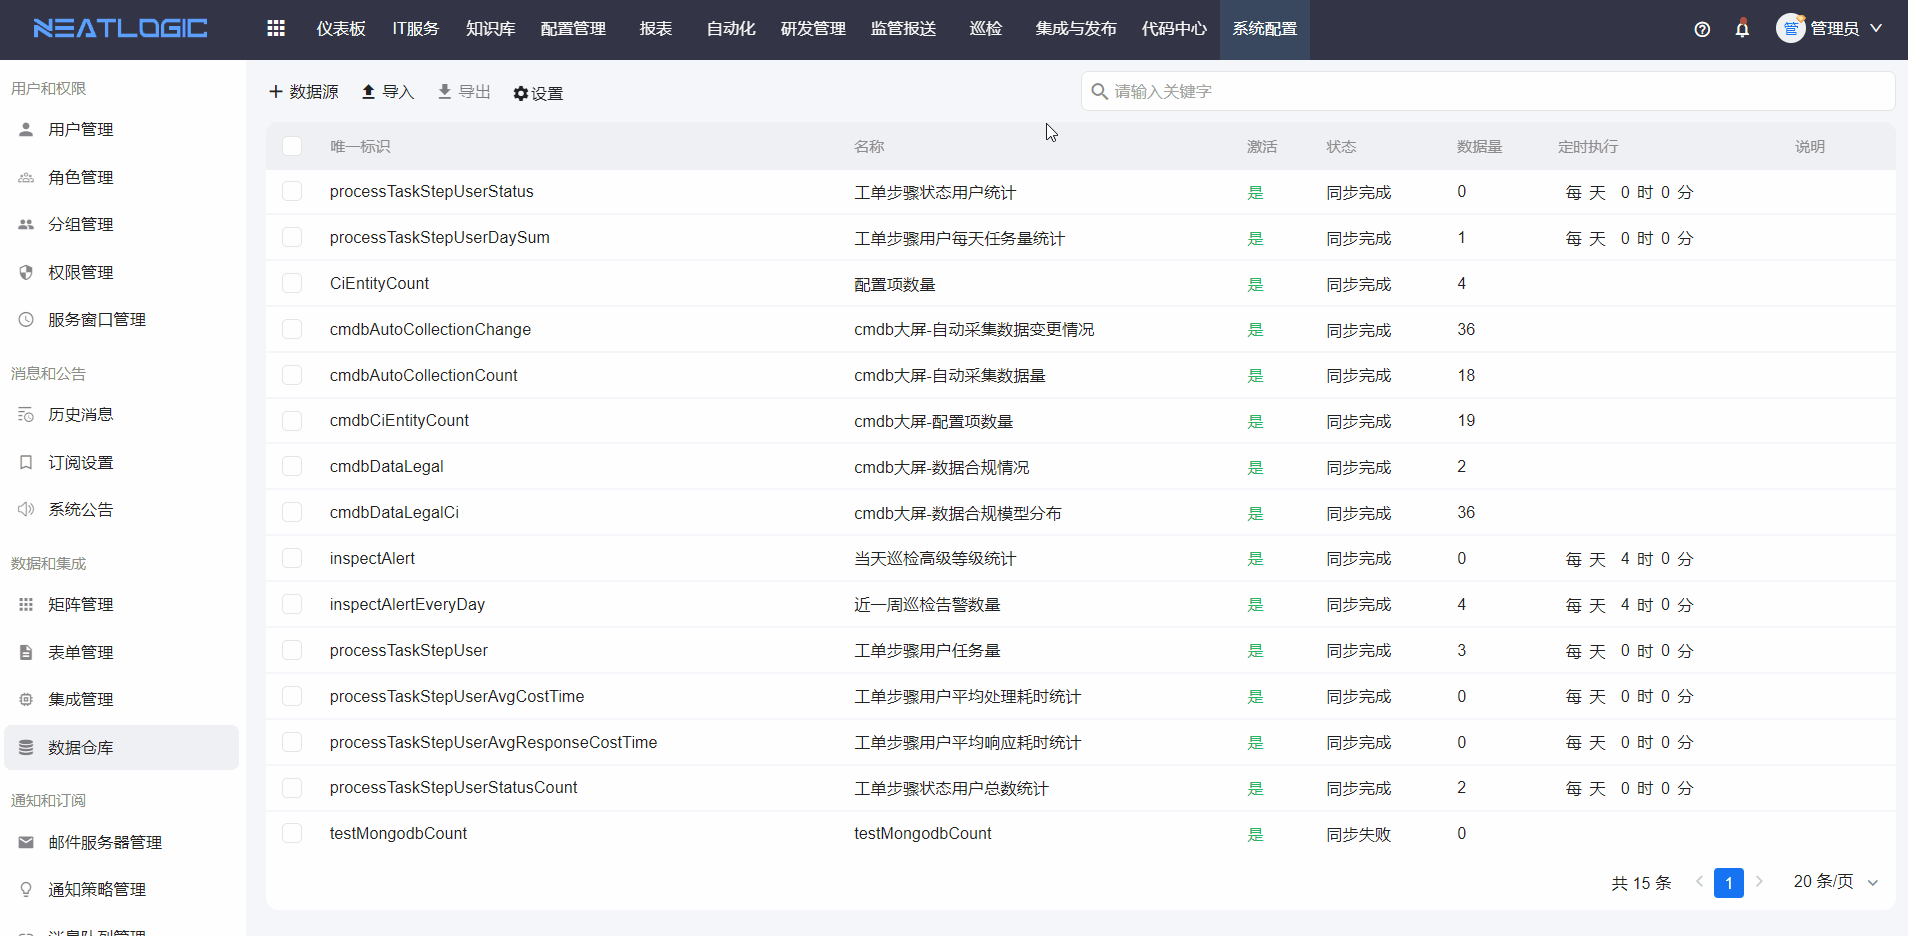 NEATLOGIC 仪表板 IT服务 知识库 配置管理 报表 自动化 研发管理 监管报送 巡检 集成与发布 代码中心 系统配置 管 管理员
用户和权限
用户管理
角色管理
分组管理
权限管理
服务窗口管理
消息和公告
历史消息
订阅设置
系统公告
数据和集成
矩阵管理
表单管理
集成管理
数据仓库
通知和订阅
邮件服务器管理
通知策略管理
消息队列管理
数据源 导入 导出 设置 请输入关键字
唯一标识 名称 激活 状态 数据量 定时执行 说明
processTaskStepUserStatus 工单步骤状态用户统计 是 同步完成 0 每 天 0 时 0 分
processTaskStepUserDaySum 工单步骤用户每天任务量统计 是 同步完成 1 每 天 0 时 0 分
CiEntityCount 配置项数量 是 同步完成 4
cmdbAutoCollectionChange cmdb大屏-自动采集数据变更情况 是 同步完成 36
cmdbAutoCollectionCount cmdb大屏-自动采集数据量 是 同步完成 18
cmdbCiEntityCount cmdb大屏-配置项数量 是 同步完成 19
cmdbDataLegal cmdb大屏-数据合规情况 是 同步完成 2
cmdbDataLegalCi cmdb大屏-数据合规模型分布 是 同步完成 36
inspectAlert 当天巡检高级等级统计 是 同步完成 0 每 天 4 时 0 分
inspectAlertEveryDay 近一周巡检告警数量 是 同步完成 4 每 天 4 时 0 分
processTaskStepUser 工单步骤用户任务量 是 同步完成 3 每 天 0 时 0 分
processTaskStepUserAvgCostTime 工单步骤用户平均处理耗时统计 是 同步完成 0 每 天 0 时 0 分
processTaskStepUserAvgResponseCostTime 工单步骤用户平均响应耗时统计 是 同步完成 0 每 天 0 时 0 分
processTaskStepUserStatusCount 工单步骤状态用户总数统计 是 同步完成 2 每 天 0 时 0 分
testMongodbCount testMongodbCount 是 同步失败 0
共 15 条 1 20 条/页